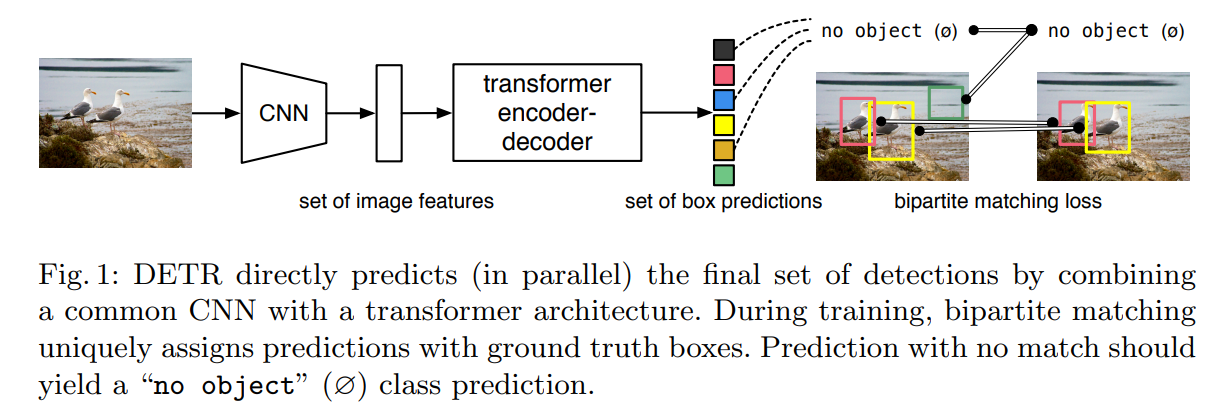 no object (ø)
no object (ø)
CNN
transformer
encoder-
decoder
set of image features
set of box predictions
bipartite matching loss
Fig. 1: DETR directly predicts (in parallel) the final set of detections by combining
a common CNN with a transformer architecture. During training, bipartite matching
uniquely assigns predictions with ground truth boxes. Prediction with no match should
yield a “no object” (∅) class prediction.